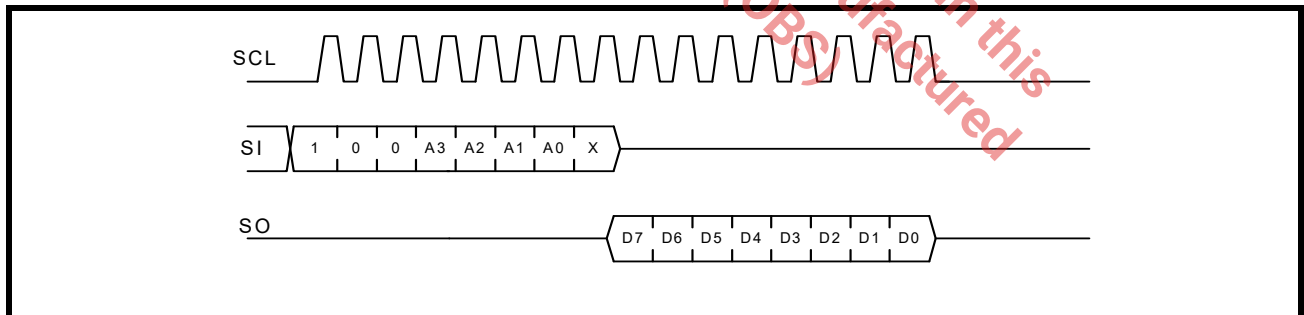 in this
ufactured
OBS)
SCL
SI 1 0 0 A3 A2 A1 A0 X
SO
D7 D6 D5 D4 D3 D2 D1 D0